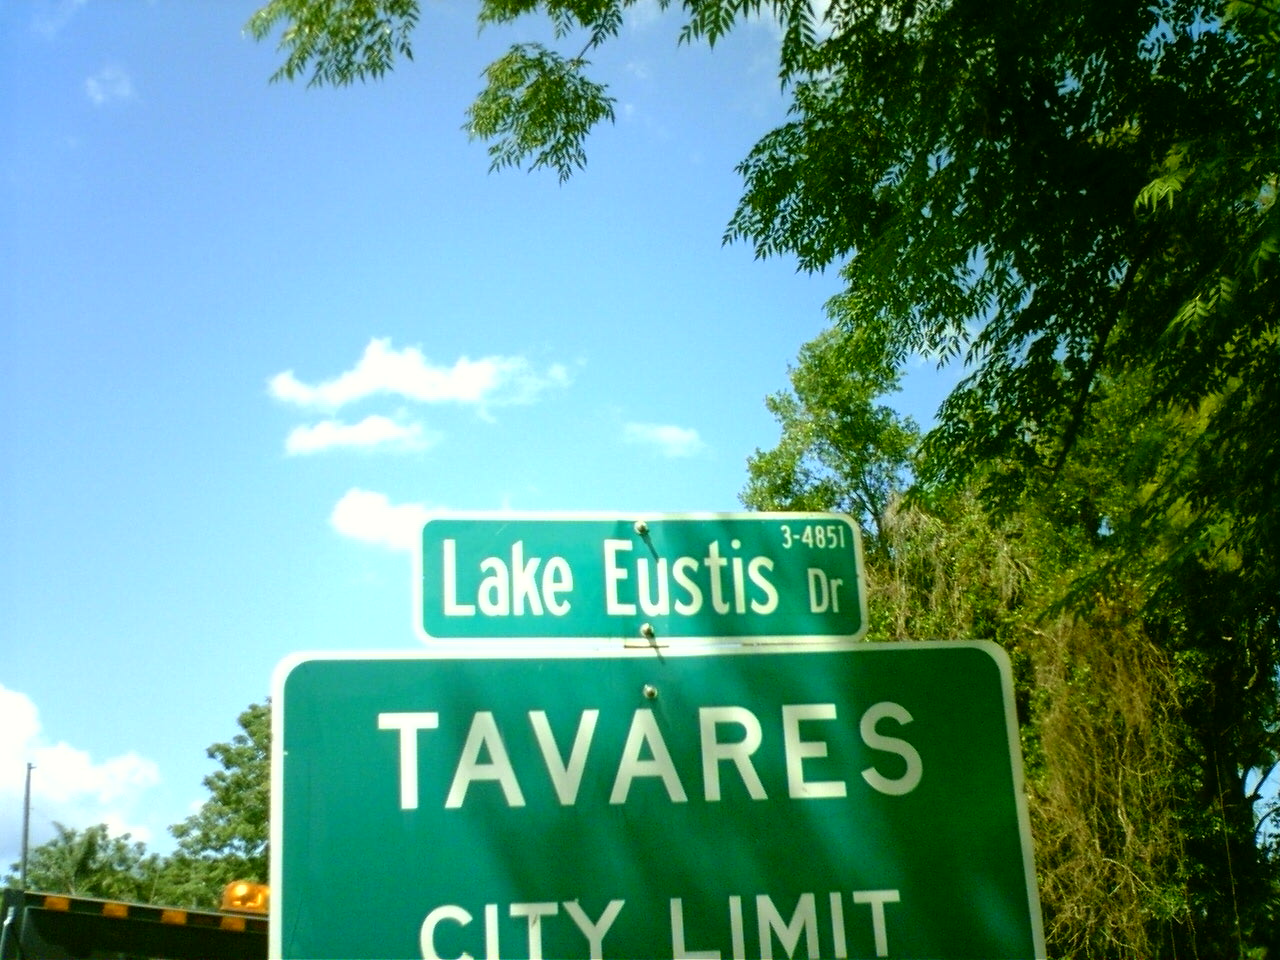 3-4851
Lake Eustis Dr
TAVARES
CITY LIMIT